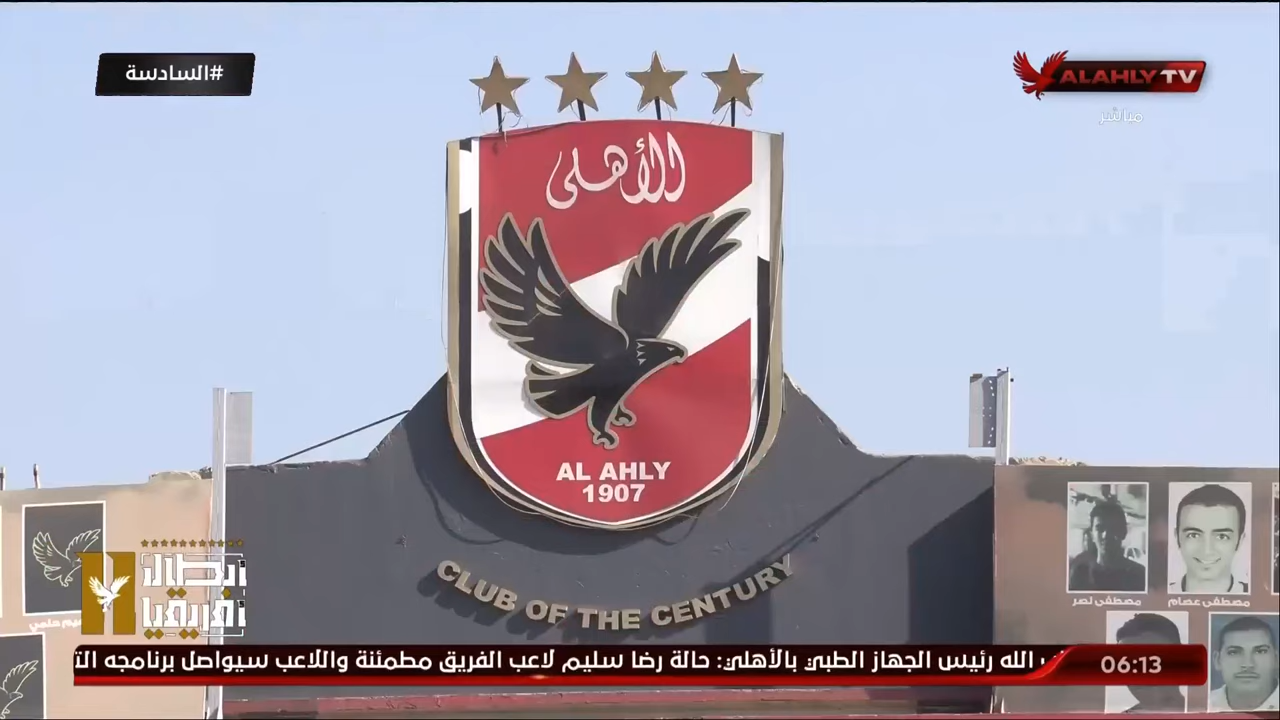 #السادسة
ALAHLY TV
مباشر
الأهلى
AL AHLY
1907
CLUB OF THE CENTURY
أبطال
أفريقيا
مصطفى نصر
مصطفى عصام
الله رئيس الجهاز الطبي بالأهلي: حالة رضا سليم لاعب الفريق مطمئنة واللاعب سيواصل برنامجه
06:13